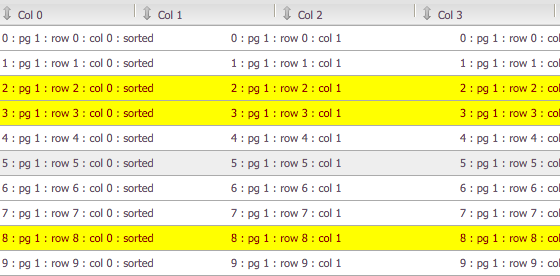 Col 0 Col 1 Col 2 Col 3
0 : pg 1 : row 0 : col 0 : sorted 0 : pg 1 : row 0 : col 1 0 : pg 1 : row 0 : col
1 : pg 1 : row 1 : col 0 : sorted 1 : pg 1 : row 1 : col 1 1 : pg 1 : row 1 : col
2 : pg 1 : row 2 : col 0 : sorted 2 : pg 1 : row 2 : col 1 2 : pg 1 : row 2 : col
3 : pg 1 : row 3 : col 0 : sorted 3 : pg 1 : row 3 : col 1 3 : pg 1 : row 3 : col
4 : pg 1 : row 4 : col 0 : sorted 4 : pg 1 : row 4 : col 1 4 : pg 1 : row 4 : col
5 : pg 1 : row 5 : col 0 : sorted 5 : pg 1 : row 5 : col 1 5 : pg 1 : row 5 : col
6 : pg 1 : row 6 : col 0 : sorted 6 : pg 1 : row 6 : col 1 6 : pg 1 : row 6 : col
7 : pg 1 : row 7 : col 0 : sorted 7 : pg 1 : row 7 : col 1 7 : pg 1 : row 7 : col
8 : pg 1 : row 8 : col 0 : sorted 8 : pg 1 : row 8 : col 1 8 : pg 1 : row 8 : col
9 : pg 1 : row 9 : col 0 : sorted 9 : pg 1 : row 9 : col 1 9 : pg 1 : row 9 : col